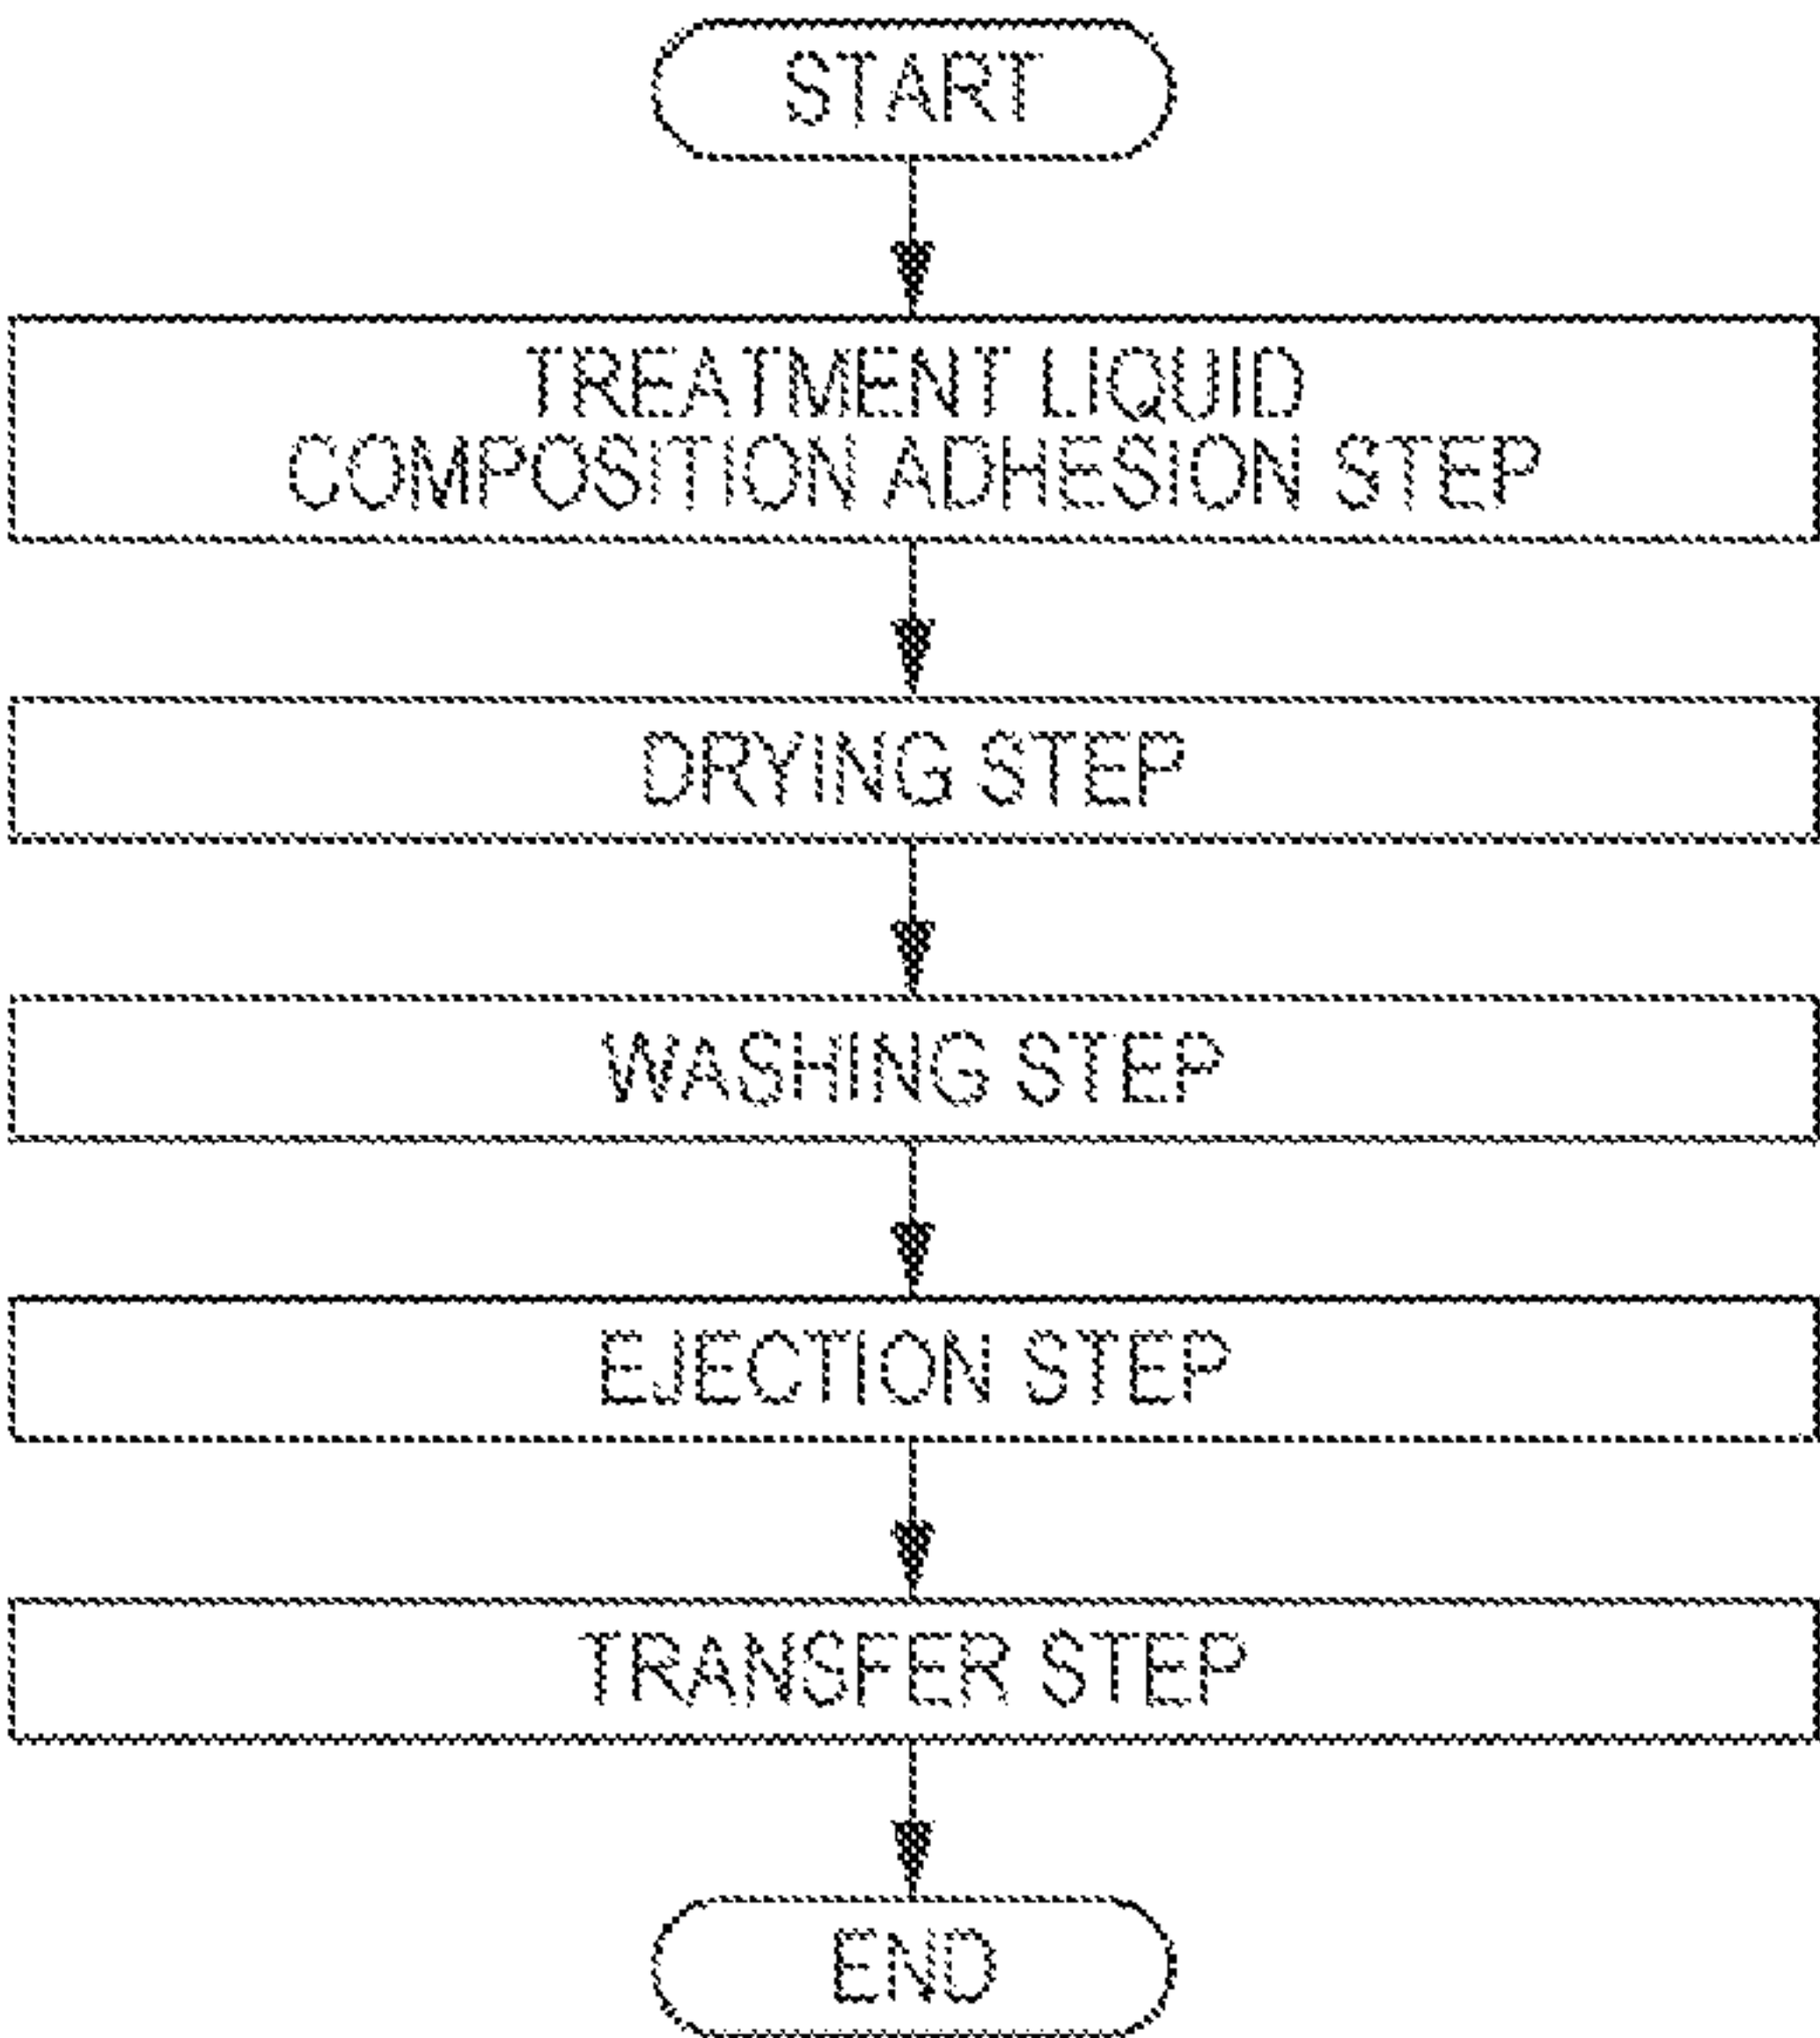 START
TREATMENT LIQUID
COMPOSITION ADHESION STEP
DRYING STEP
WASHING STEP
EJECTION STEP
TRANSFER STEP
END